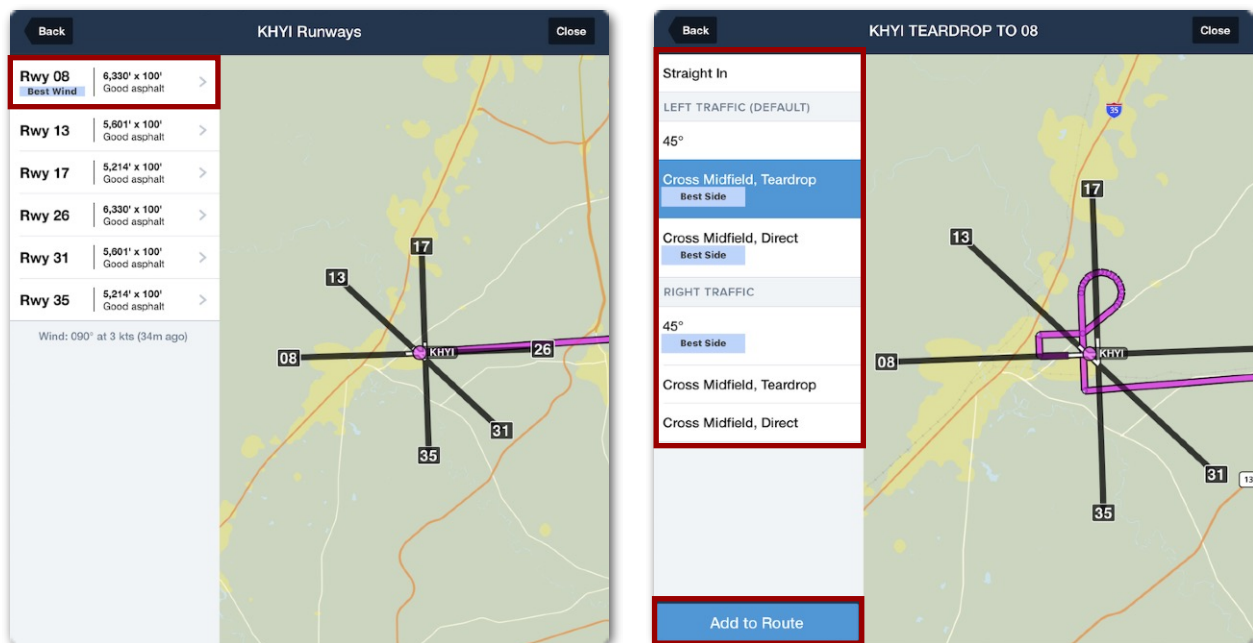 Back
KHYI Runways
Close
Rwy 08
Best Wind
6,330' x 100'
Good asphalt
Rwy 13
5,601' x 100'
Good asphalt
Rwy 17
5,214' x 100'
Good asphalt
Rwy 26
6,330' x 100'
Good asphalt
Rwy 31
5,601' x 100'
Good asphalt
Rwy 35
5,214' x 100'
Good asphalt
Wind: 090° at 3 kts (34m ago)
17
13
KHYI
26
08
31
35
Back
KHYI TEARDROP TO 08
Close
Straight In
LEFT TRAFFIC (DEFAULT)
45°
Cross Midfield, Teardrop
Best Side
Cross Midfield, Direct
Best Side
RIGHT TRAFFIC
45°
Best Side
Cross Midfield, Teardrop
Cross Midfield, Direct
Add to Route
35
17
13
KHYI
08
31
13
35